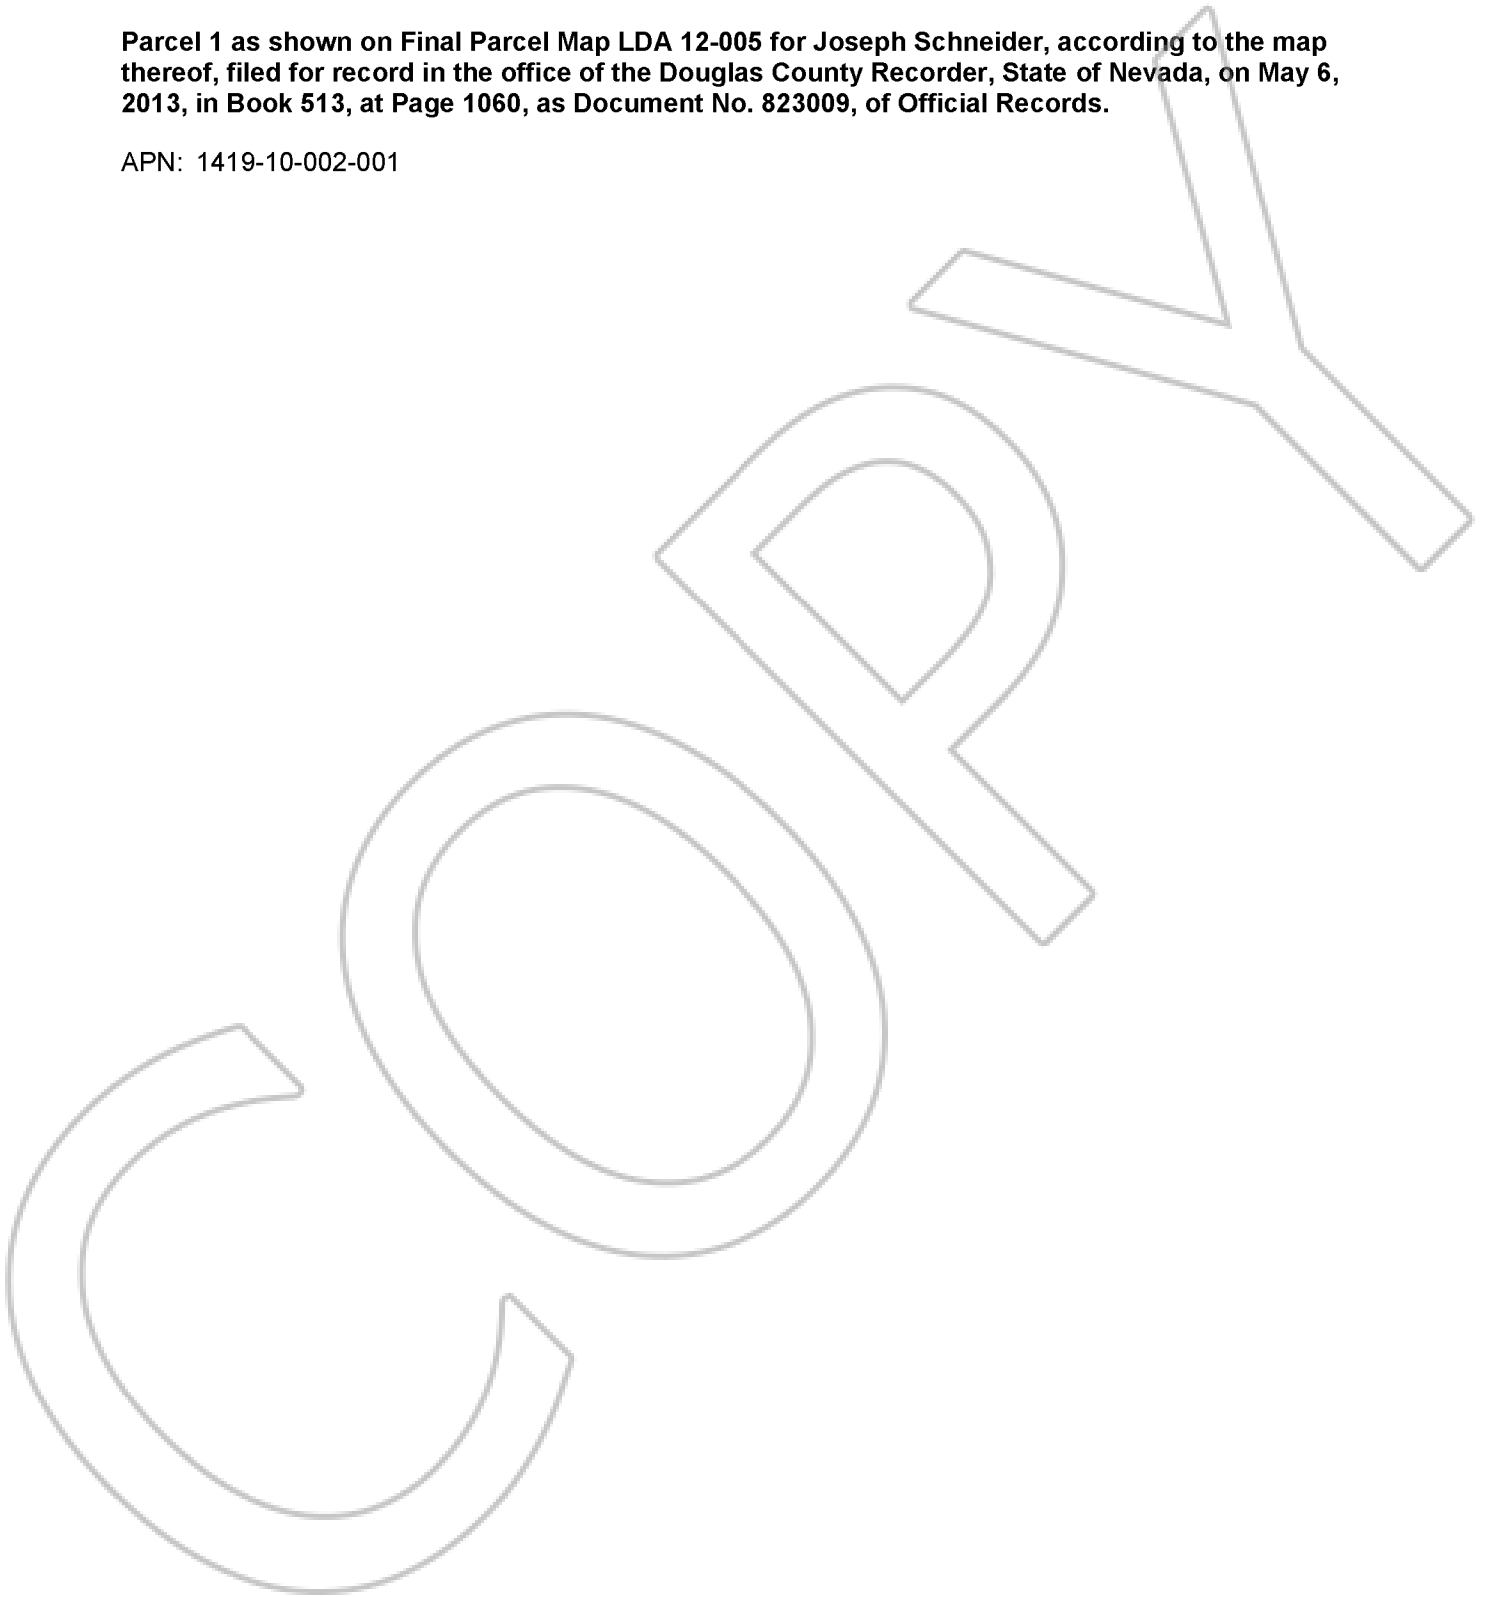 Parcel 1 as shown on Final Parcel Map LDA 12-005 for Joseph Schneider, according to the map
thereof, filed for record in the office of the Douglas County Recorder, State of Nevada, on May 6,
2013, in Book 513, at Page 1060, as Document No. 823009, of Official Records.
APN: 1419-10-002-001
COPY